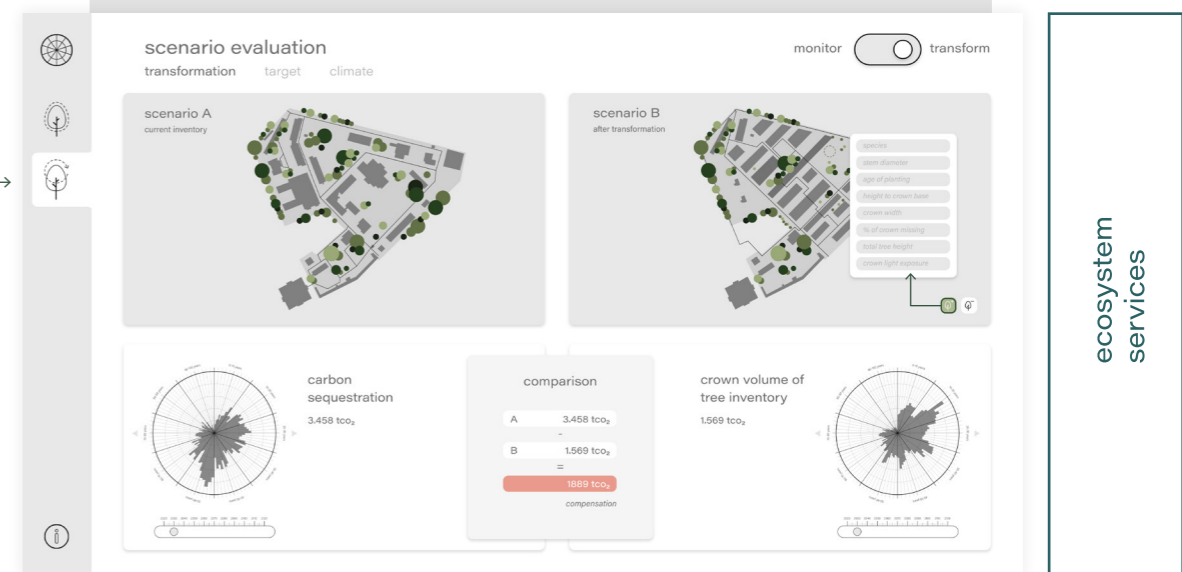 scenario evaluation
monitor
transform
transformation target climate
scenario A
current inventory
scenario B
after transformation
species
stem diameter
age of planting
height to crown base
crown width
% of crown missing
total tree height
crown light exposure
carbon
sequestration
3.458 tco₂
comparison
A 3.458 tco₂
-
B 1.569 tco₂
=
1889 tco₂
compensation
crown volume of
tree inventory
1.569 tco₂
ecosystem
services